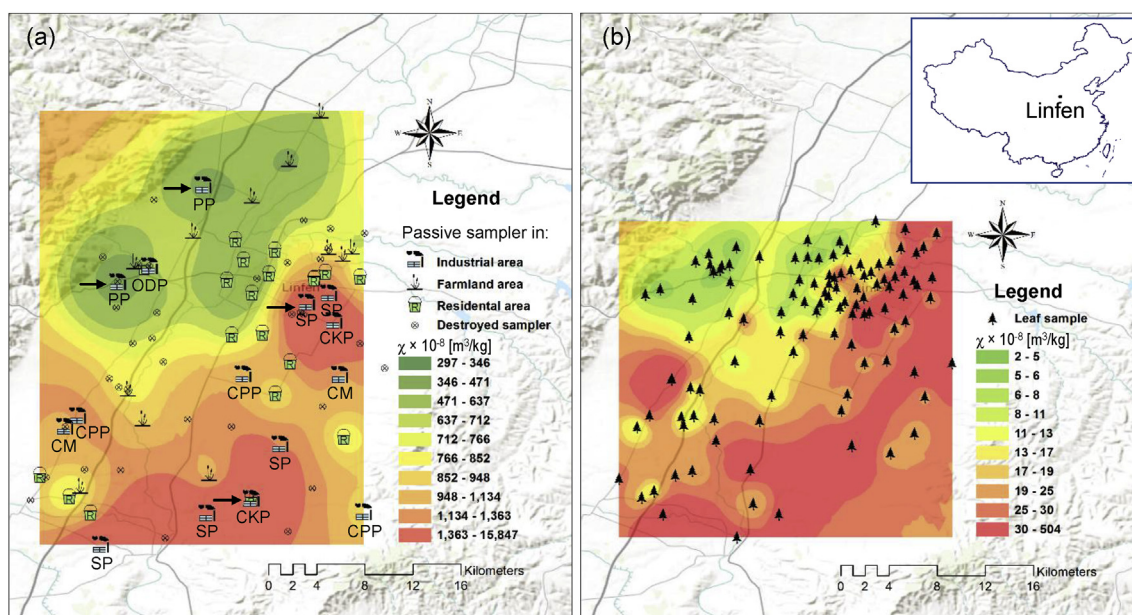 (a)
N
W
E
S
PP
PP
ODP
Linfen
SP
SP
CKP
CPP
CM
CPP
CM
SP
SP
CKP
CPP
SP
Legend
Passive sampler in:
Industrial area
Farmland area
Residental area
Destroyed sampler
χ × 10-8 [m3/kg]
297 - 346
346 - 471
471 - 637
637 - 712
712 - 766
766 - 852
852 - 948
948 - 1,134
1,134 - 1,363
1,363 - 15,847
Kilometers
0 2 4 8 12 16
(b)
Linfen
N
W
E
S
Legend
Leaf sample
χ × 10-8 [m3/kg]
2 - 5
5 - 6
6 - 8
8 - 11
11 - 13
13 - 17
17 - 19
19 - 25
25 - 30
30 - 504
Kilometers
0 2 4 8 12 16